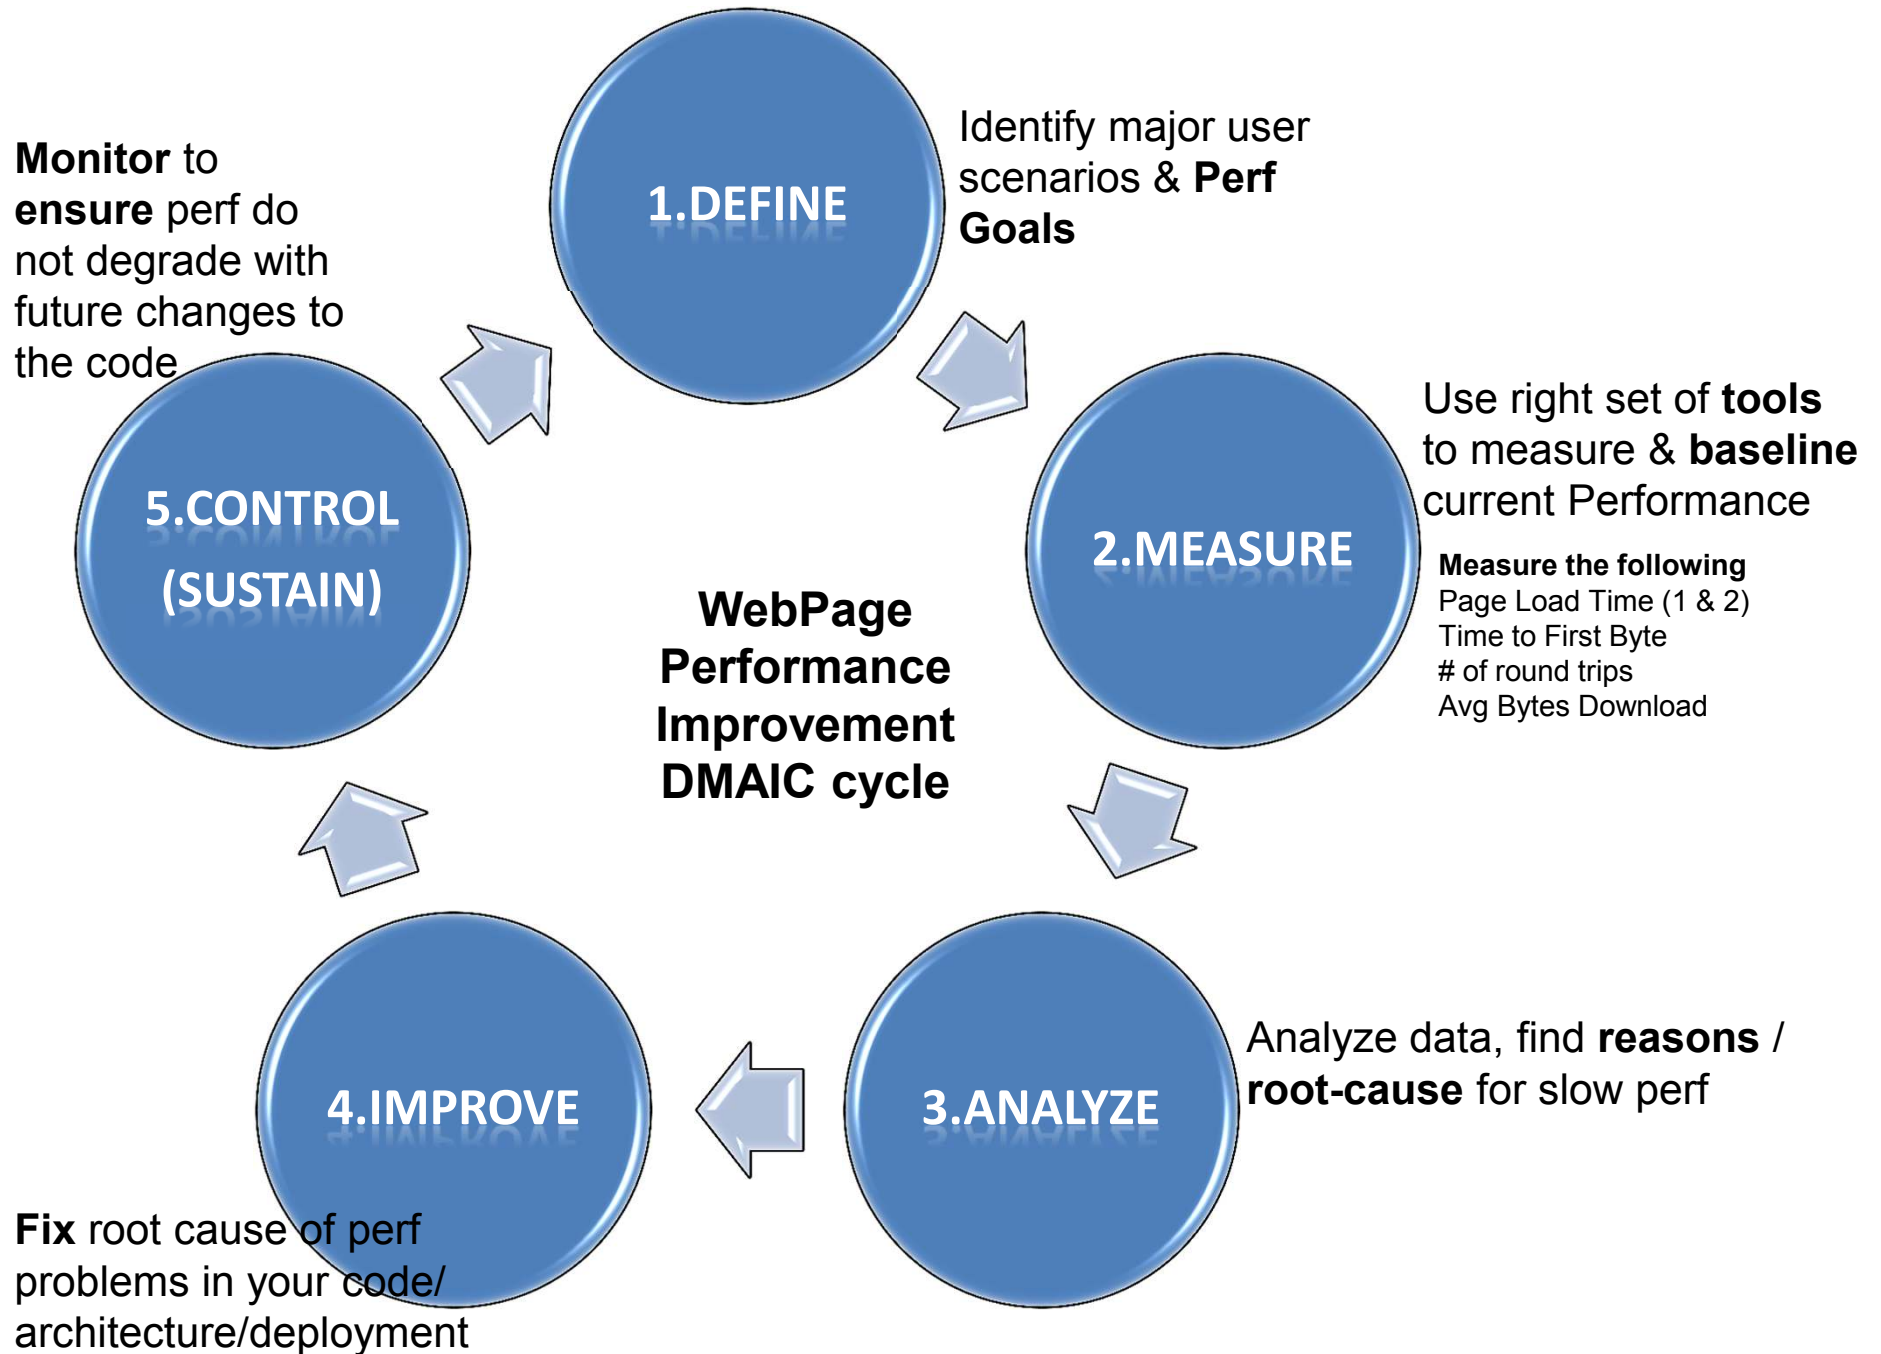 1.DEFINE
Identify major user
scenarios & Perf
Goals
2.MEASURE
Use right set of tools
to measure & baseline
current Performance
Measure the following
Page Load Time (1 & 2)
Time to First Byte
# of round trips
Avg Bytes Download
3.ANALYZE
Analyze data, find reasons /
root-cause for slow perf
4.IMPROVE
Fix root cause of perf
problems in your code/
architecture/deployment
5.CONTROL
(SUSTAIN)
Monitor to
ensure perf do
not degrade with
future changes to
the code
WebPage
Performance
Improvement
DMAIC cycle